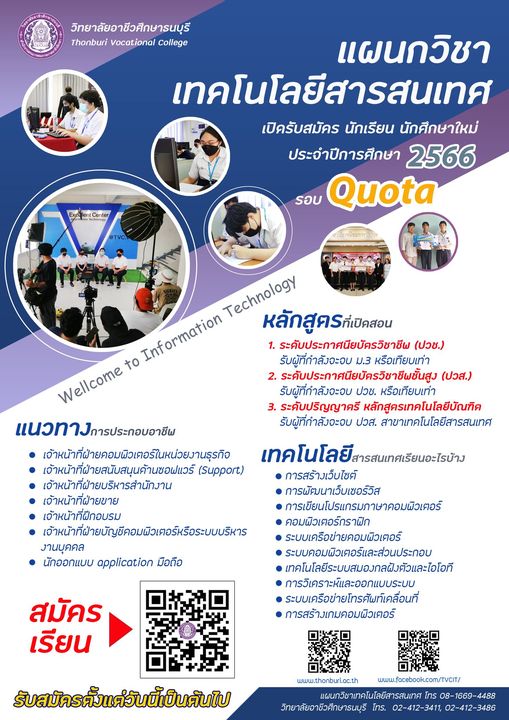 วิทยาลัยอาชีวศึกษาธนบุรี
Thonburi Vocational College
แผนกวิชา
เทคโนโลยีสารสนเทศ
เปิดรับสมัคร นักเรียน นักศึกษาใหม่
ประจำปีการศึกษา 2566
รอบ Quota
Excellent Center
Wellcome to Information Technology
หลักสูตรที่เปิดสอน
1. ระดับประกาศนียบัตรวิชาชีพ (ปวช.)
รับผู้ที่กำลังจะจบ ม.3 หรือเทียบเท่า
2. ระดับประกาศนียบัตรวิชาชีพชั้นสูง (ปวส.)
รับผู้ที่กำลังจะจบ ปวช. หรือเทียบเท่า
3. ระดับปริญญาตรี หลักสูตรเทคโนโลยีบัณฑิต
รับผู้ที่กำลังจะจบ ปวส. สาขาเทคโนโลยีสารสนเทศ
แนวทางการประกอบอาชีพ
● เจ้าหน้าที่ฝ่ายคอมพิวเตอร์ในหน่วยงานธุรกิจ
● เจ้าหน้าที่ฝ่ายสนับสนุนด้านซอฟแวร์ (Support)
● เจ้าหน้าที่ฝ่ายบริหารสำนักงาน
● เจ้าหน้าที่ฝ่ายขาย
● เจ้าหน้าที่ฝึกอบรม
● เจ้าหน้าที่ฝ่ายบัญชีคอมพิวเตอร์หรือระบบบริหาร
งานบุคคล
● นักออกแบบ application มือถือ
เทคโนโลยีสารสนเทศเรียนอะไรบ้าง
● การสร้างเว็บไซต์
● การพัฒนาเว็บเซอร์วิส
● การเขียนโปรแกรมภาษาคอมพิวเตอร์
● คอมพิวเตอร์กราฟิก
● ระบบเครือข่ายคอมพิวเตอร์
● ระบบคอมพิวเตอร์และส่วนประกอบ
● เทคโนโลยีระบบสมองกลฝังตัวและไอโอที
● การวิเคราะห์และออกแบบระบบ
● ระบบเครือข่ายโทรศัพท์เคลื่อนที่
● การสร้างเกมคอมพิวเตอร์
สมัคร
เรียน
www.thonburi.ac.th
www.facebook.com/TVCIT/
รับสมัครตั้งแต่วันนี้เป็นต้นไป
แผนกวิชาเทคโนโลยีสารสนเทศ โทร 08-1669-4488
วิทยาลัยอาชีวศึกษาธนบุรี โทร. 02-412-3411, 02-412-3486